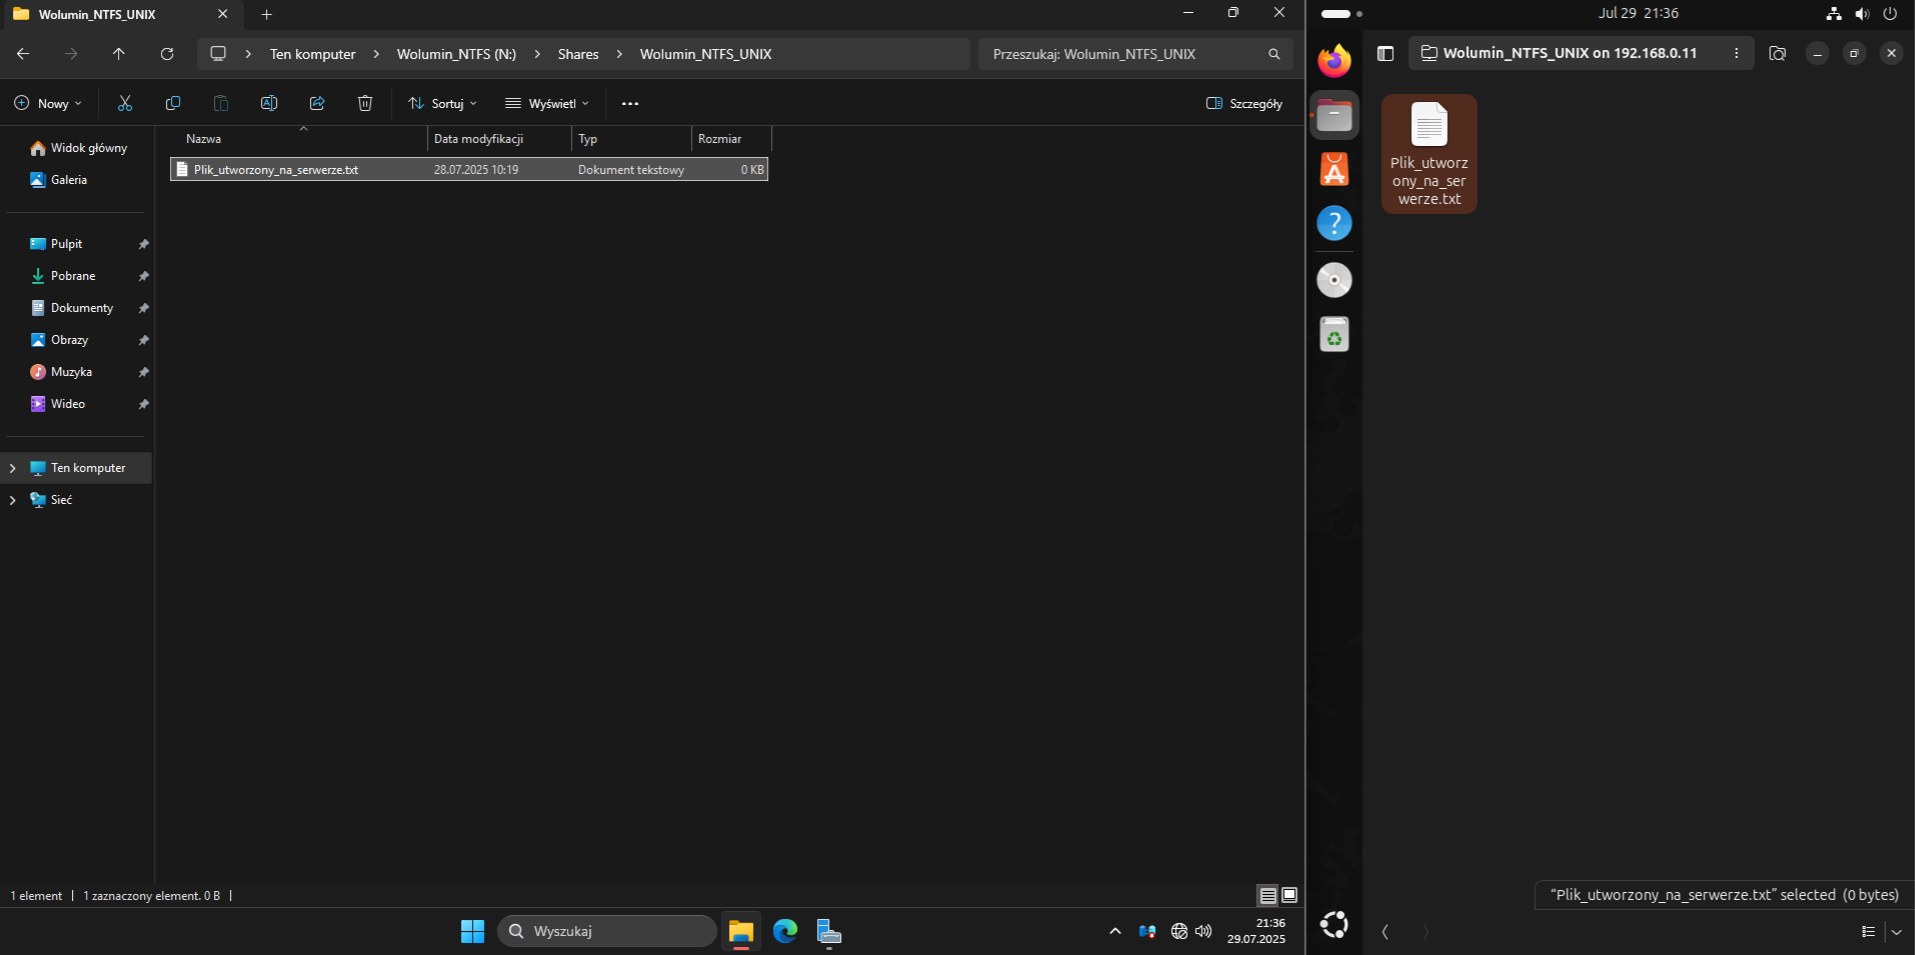 Wolumin_NTFS_UNIX
Ten komputer
Wolumin_NTFS (N:)
Shares
Wolumin_NTFS_UNIX
Przeszukaj: Wolumin_NTFS_UNIX
Nowy
Sortuj
Wyświetl
Szczegóły
Widok główny
Galeria
Pulpit
Pobrane
Dokumenty
Obrazy
Muzyka
Wideo
Ten komputer
Sieć
Nazwa
Data modyfikacji
Typ
Rozmiar
Plik_utworzony_na_serwerze.txt
28.07.2025 10:19
Dokument tekstowy
0 KB
1 element
1 zaznaczony element. 0 B
Wyszukaj
21:36
29.07.2025
Jul 29 21:36
Wolumin_NTFS_UNIX on 192.168.0.11
Plik_utworz
ony_na_ser
werze.txt
“Plik_utworzony_na_serwerze.txt” selected (0 bytes)